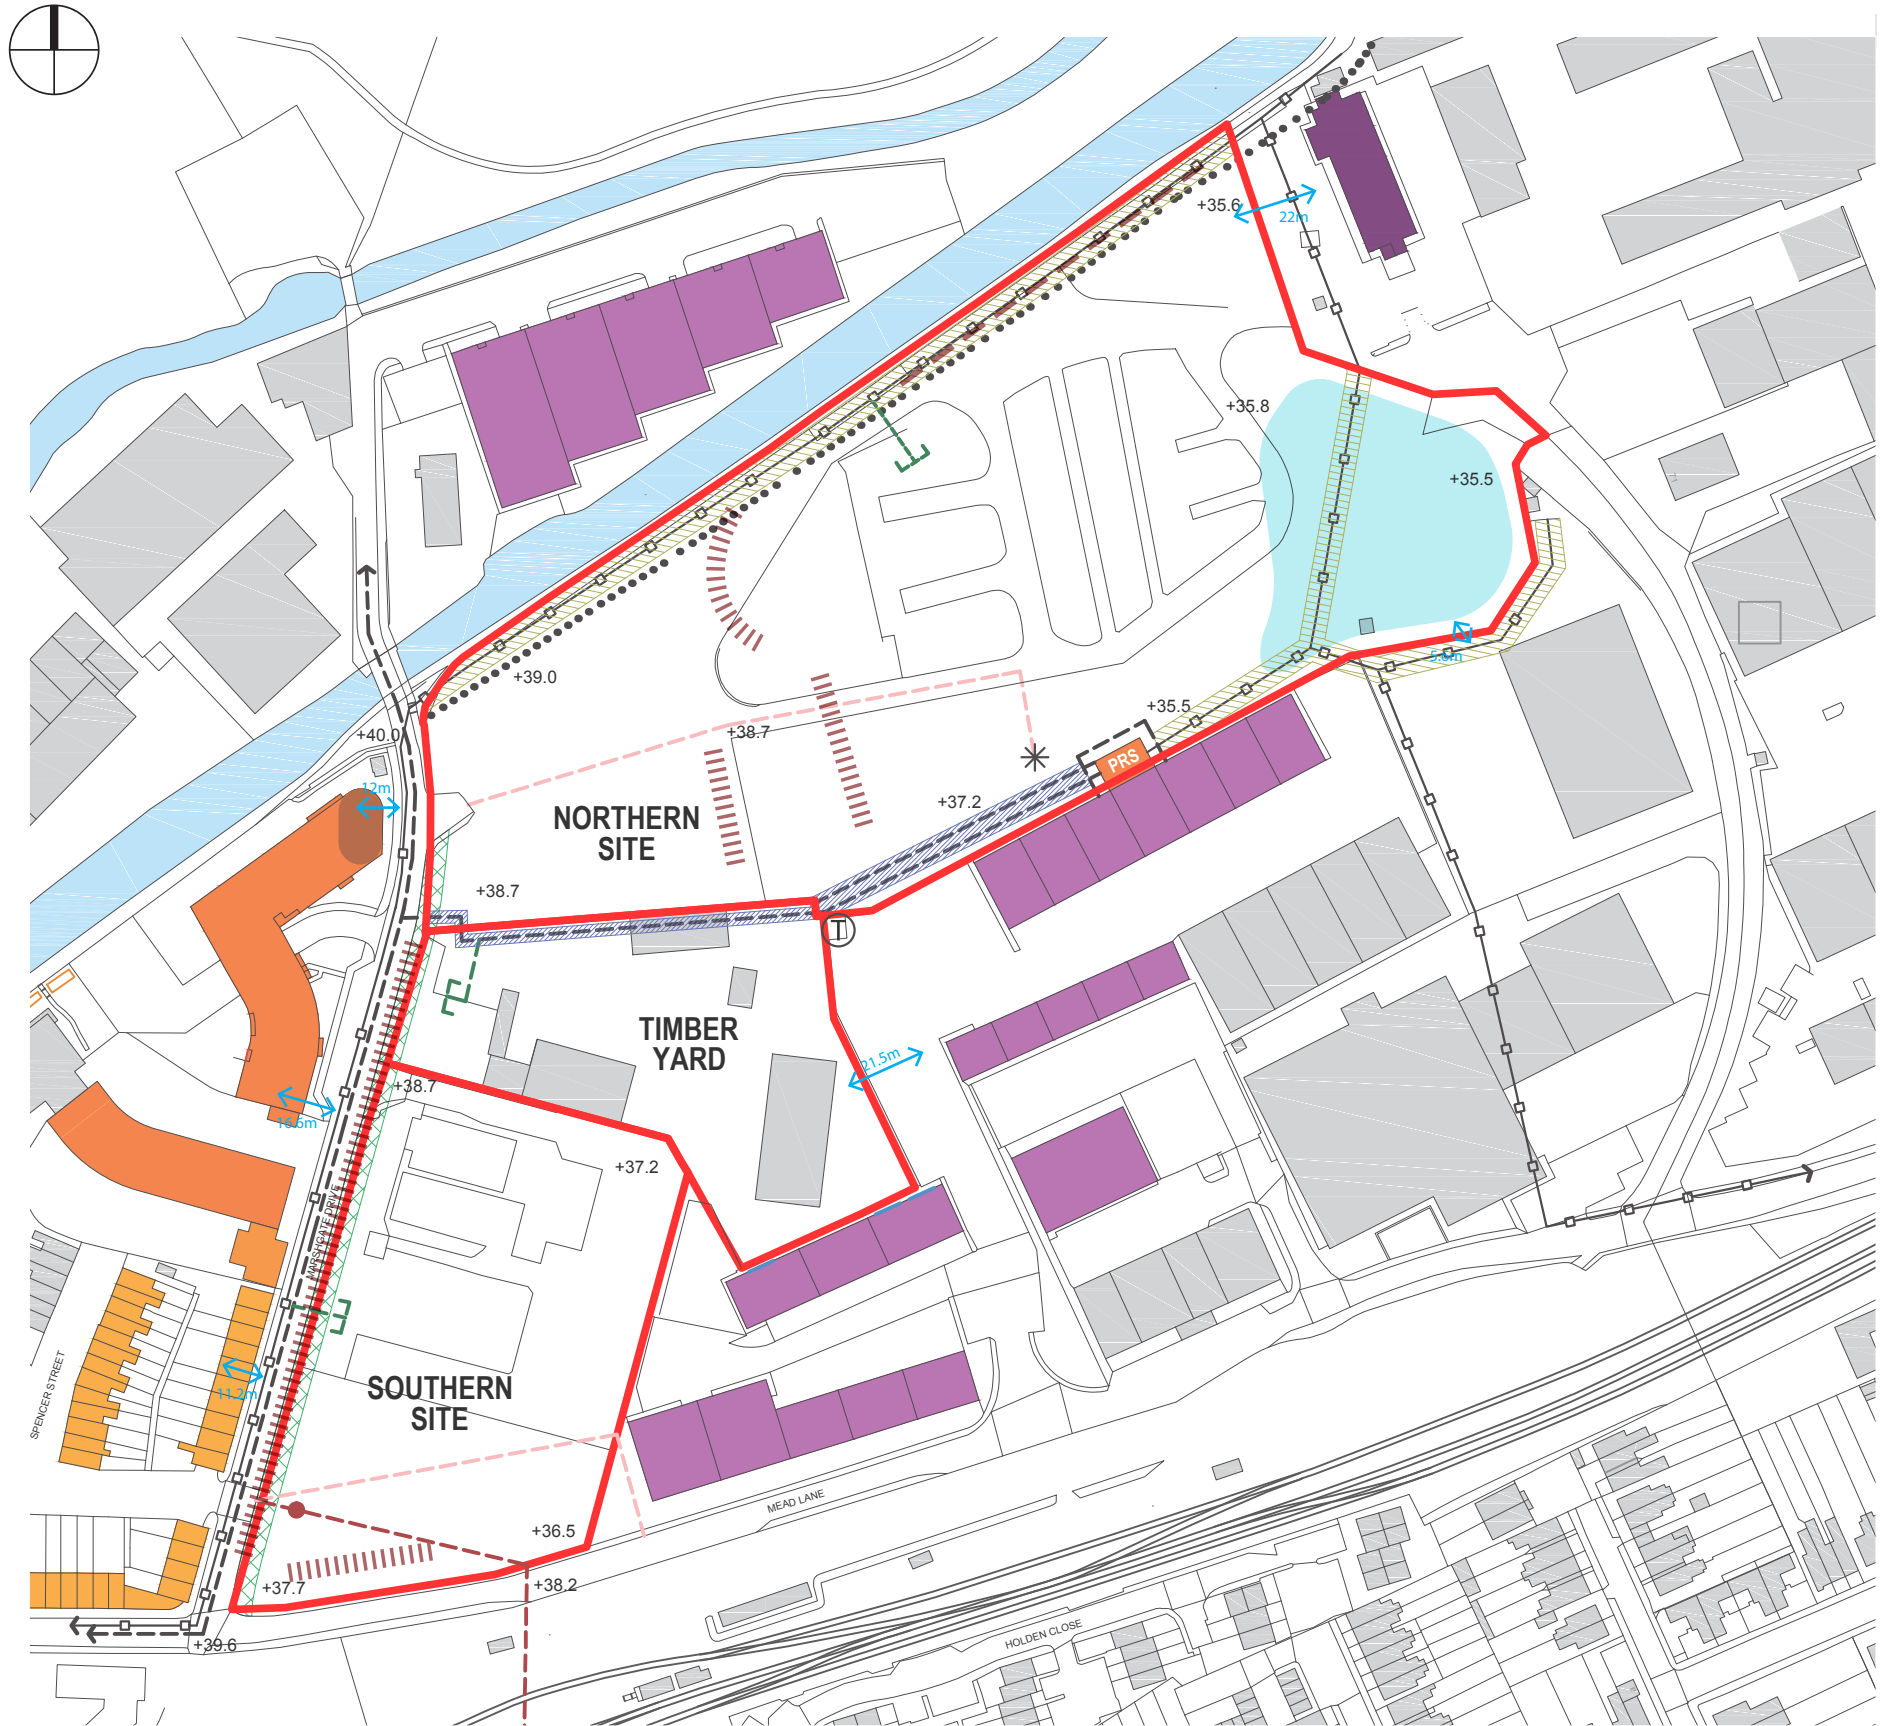 +35.6
22m
+35.8
+35.5
5.6m
+39.0
+40.0
+38.7
+35.5
PRS
12m
+37.2
NORTHERN
SITE
+38.7
T
TIMBER
YARD
21.5m
+38.7
16.6m
+37.2
MARSHGATE DRIVE
11.2m
SPENCER STREET
SOUTHERN
SITE
MEAD LANE
+36.5
+37.7
+38.2
+39.6
HOLDEN CLOSE